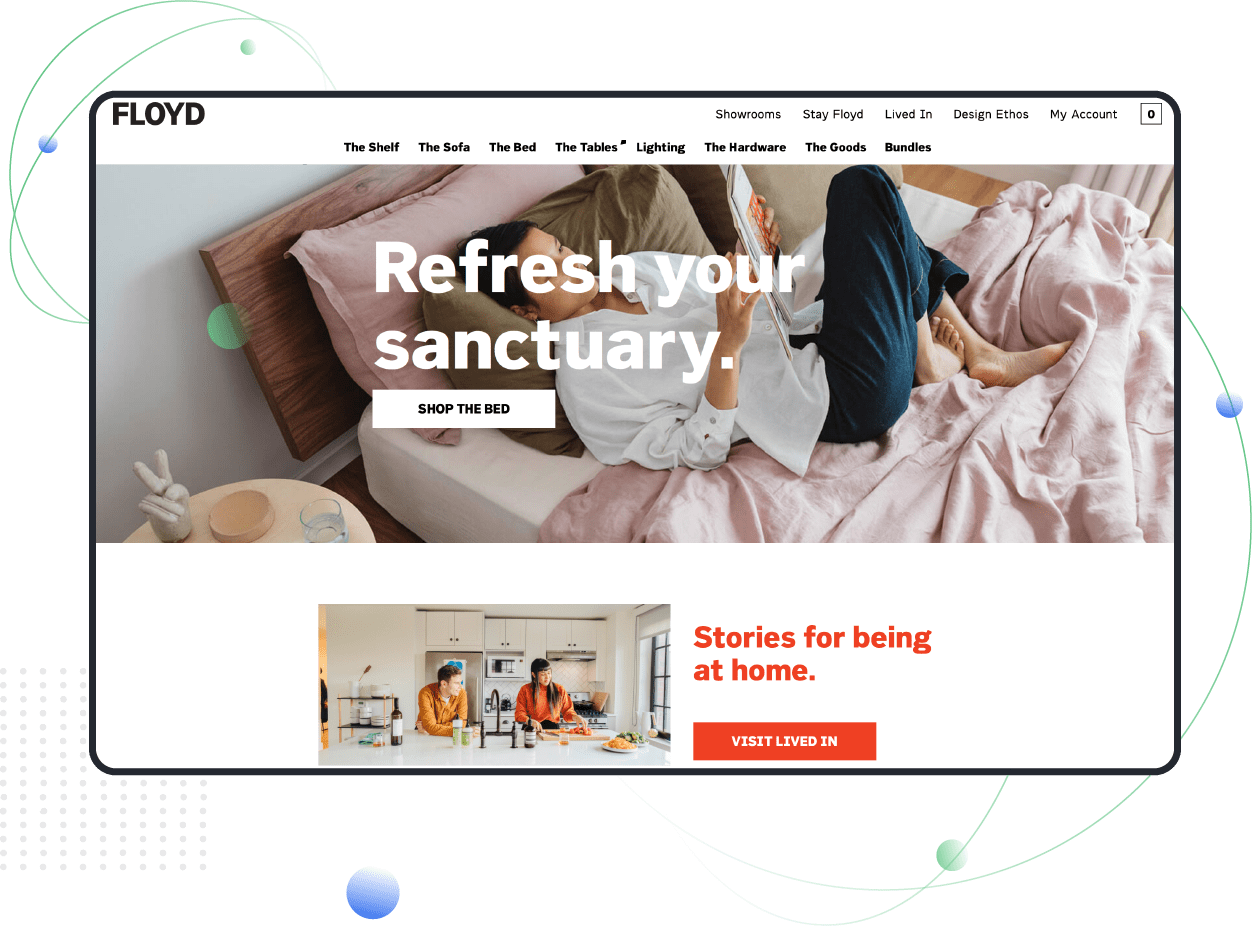 FLOYD
Showrooms Stay Floyd Lived In Design Ethos My Account 0
The Shelf The Sofa The Bed The Tables Lighting The Hardware The Goods Bundles
Refresh your
sanctuary.
SHOP THE BED
Stories for being
at home.
VISIT LIVED IN